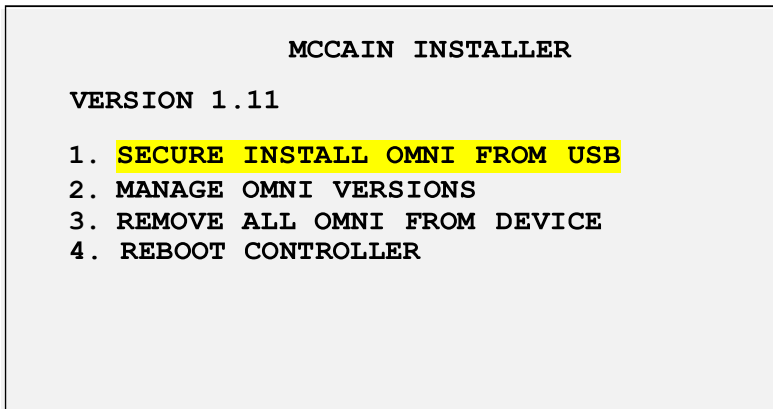 MCCAIN INSTALLER
VERSION 1.11
1. SECURE INSTALL OMNI FROM USB
2. MANAGE OMNI VERSIONS
3. REMOVE ALL OMNI FROM DEVICE
4. REBOOT CONTROLLER